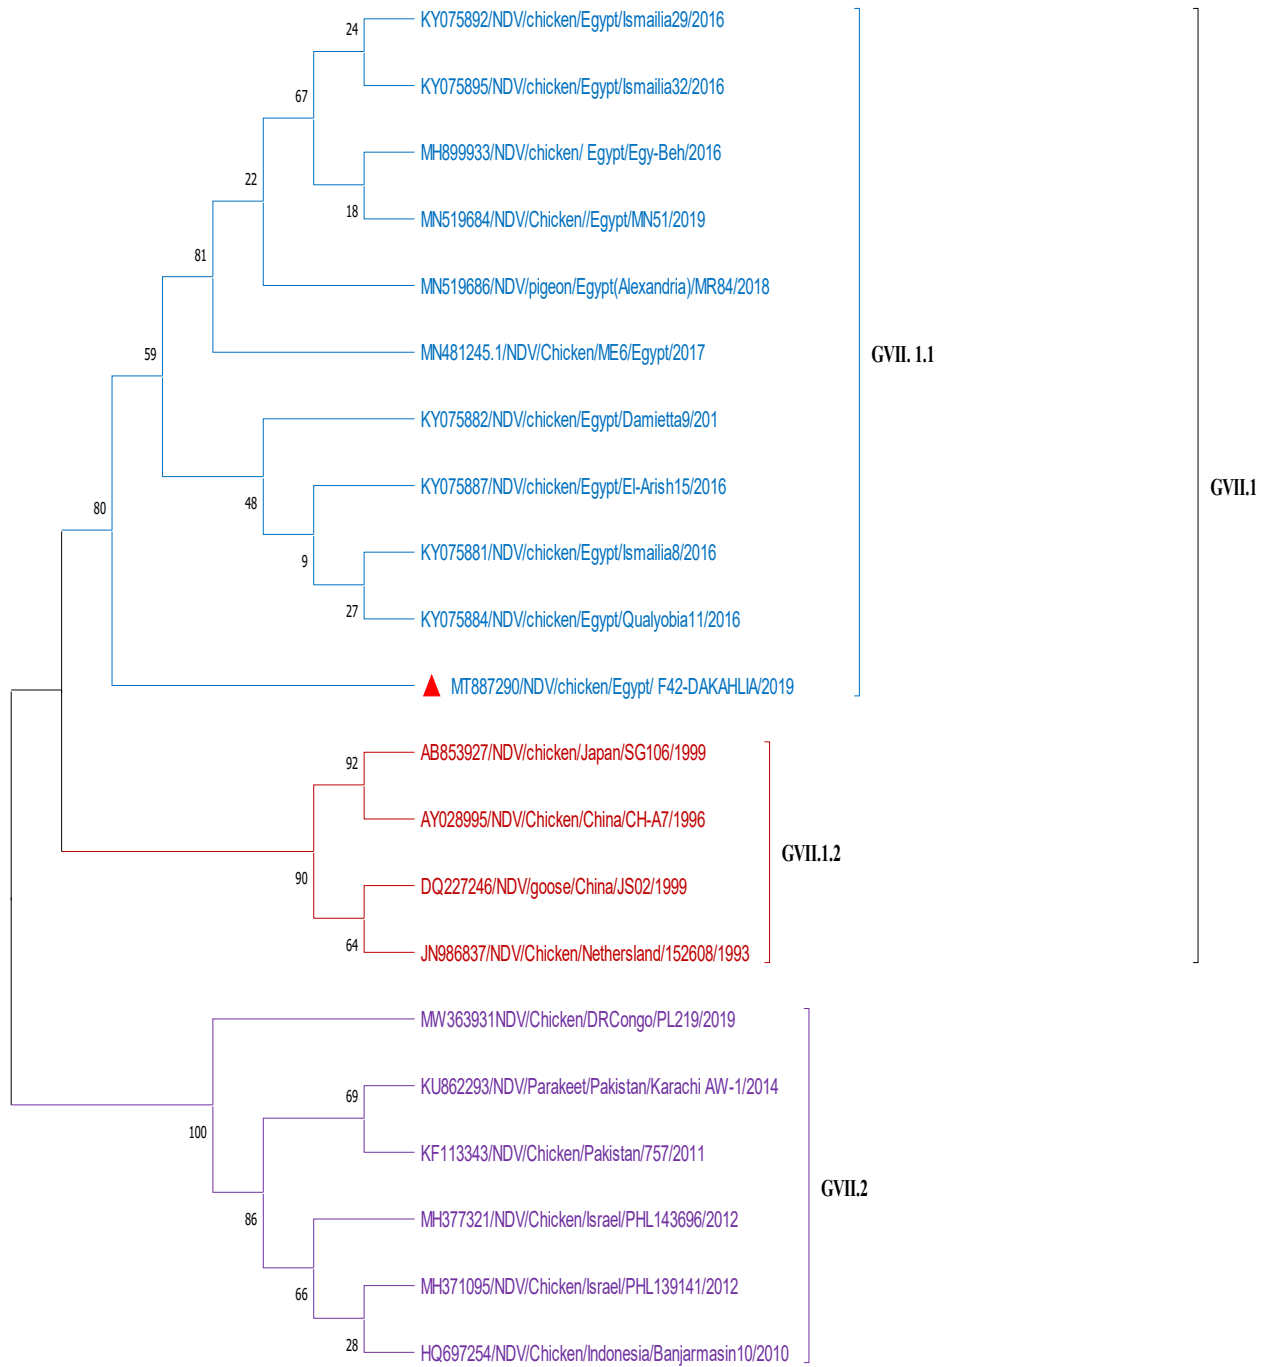 24
KY075892/NDV/chicken/Egypt/Ismailia29/2016
67
KY075895/NDV/chicken/Egypt/Ismailia32/2016
22
MH899933/NDV/chicken/ Egypt/Egy-Beh/2016
18
MN519684/NDV/Chicken//Egypt/MN51/2019
81
MN519686/NDV/pigeon/Egypt(Alexandria)/MR84/2018
59
MN481245.1/NDV/Chicken/ME6/Egypt/2017
GVII. 1.1
KY075882/NDV/chicken/Egypt/Damietta9/201
48
KY075887/NDV/chicken/Egypt/El-Arish15/2016
GVII.1
80
9
KY075881/NDV/chicken/Egypt/Ismailia8/2016
27
KY075884/NDV/chicken/Egypt/Qualyobia11/2016
MT887290/NDV/chicken/Egypt/ F42-DAKAHLIA/2019
92
AB853927/NDV/chicken/Japan/SG106/1999
AY028995/NDV/Chicken/China/CH-A7/1996
GVII.1.2
90
DQ227246/NDV/goose/China/JS02/1999
64
JN986837/NDV/Chicken/Nethersland/152608/1993
MW363931NDV/Chicken/DRCongo/PL219/2019
69
KU862293/NDV/Parakeet/Pakistan/Karachi AW-1/2014
100
KF113343/NDV/Chicken/Pakistan/757/2011
GVII.2
86
MH377321/NDV/Chicken/Israel/PHL143696/2012
66
MH371095/NDV/Chicken/Israel/PHL139141/2012
28
HQ697254/NDV/Chicken/Indonesia/Banjarmasin10/2010